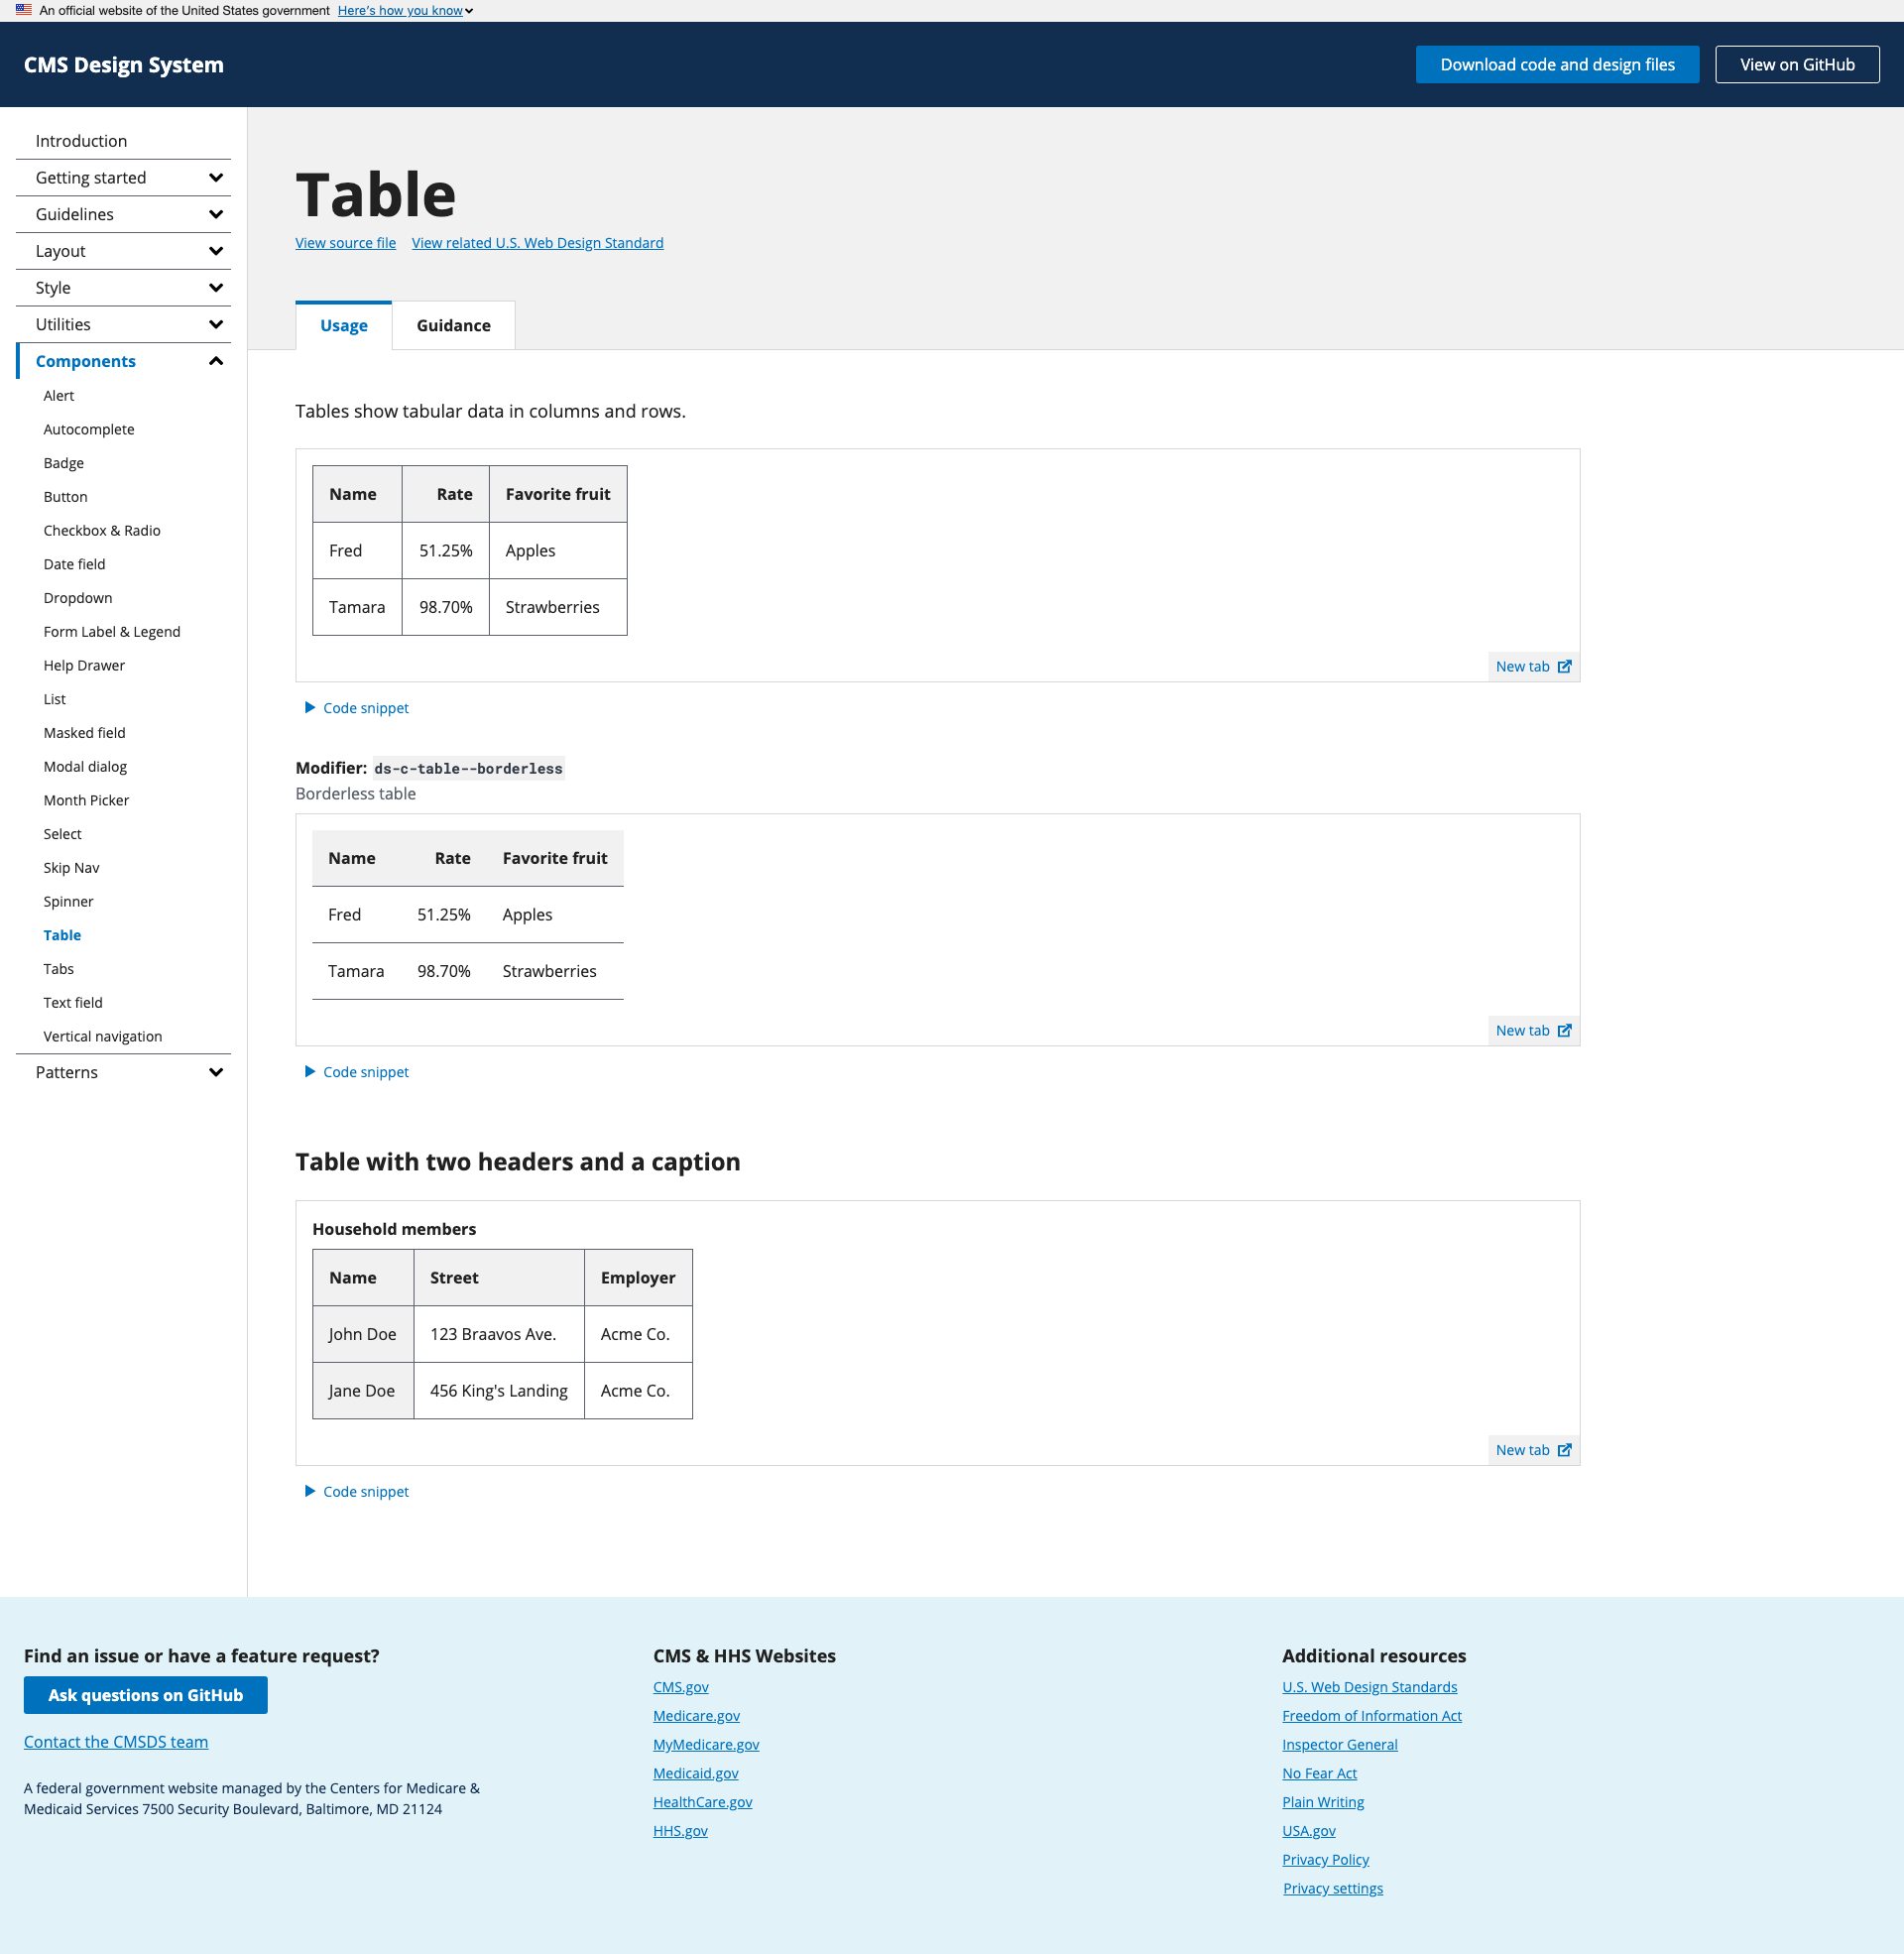 An official website of the United States government Here's how you know
CMS Design System
Download code and design files
View on GitHub
Introduction
Getting started
Guidelines
Layout
Style
Utilities
Components
Alert
Autocomplete
Badge
Button
Checkbox & Radio
Date field
Dropdown
Form Label & Legend
Help Drawer
List
Masked field
Modal dialog
Month Picker
Select
Skip Nav
Spinner
Table
Tabs
Text field
Vertical navigation
Patterns
Table
View source file View related U.S. Web Design Standard
Usage Guidance
Tables show tabular data in columns and rows.
Name Rate Favorite fruit
Fred 51.25% Apples
Tamara 98.70% Strawberries
New tab
Code snippet
Modifier: ds-c-table--borderless
Borderless table
Name Rate Favorite fruit
Fred 51.25% Apples
Tamara 98.70% Strawberries
New tab
Code snippet
Table with two headers and a caption
Household members
Name Street Employer
John Doe 123 Braavos Ave. Acme Co.
Jane Doe 456 King's Landing Acme Co.
New tab
Code snippet
Find an issue or have a feature request?
Ask questions on GitHub
Contact the CMSDS team
A federal government website managed by the Centers for Medicare &
Medicaid Services 7500 Security Boulevard, Baltimore, MD 21124
CMS & HHS Websites
CMS.gov
Medicare.gov
MyMedicare.gov
Medicaid.gov
HealthCare.gov
HHS.gov
Additional resources
U.S. Web Design Standards
Freedom of Information Act
Inspector General
No Fear Act
Plain Writing
USA.gov
Privacy Policy
Privacy settings